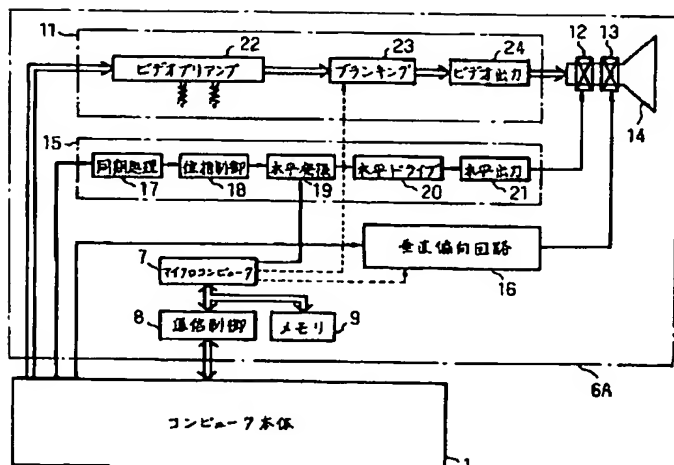 11
22
23
24
12
13
ビデオプリアンプ
ブランキング
ビデオ出力
14
15
同期処理
位相制御
水平発振
水平ドライブ
水平出力
17
18
19
20
21
7
マイクロコンピュータ
垂直偏向回路
16
8
通信制御
メモリ
9
6A
コンピュータ本体
1